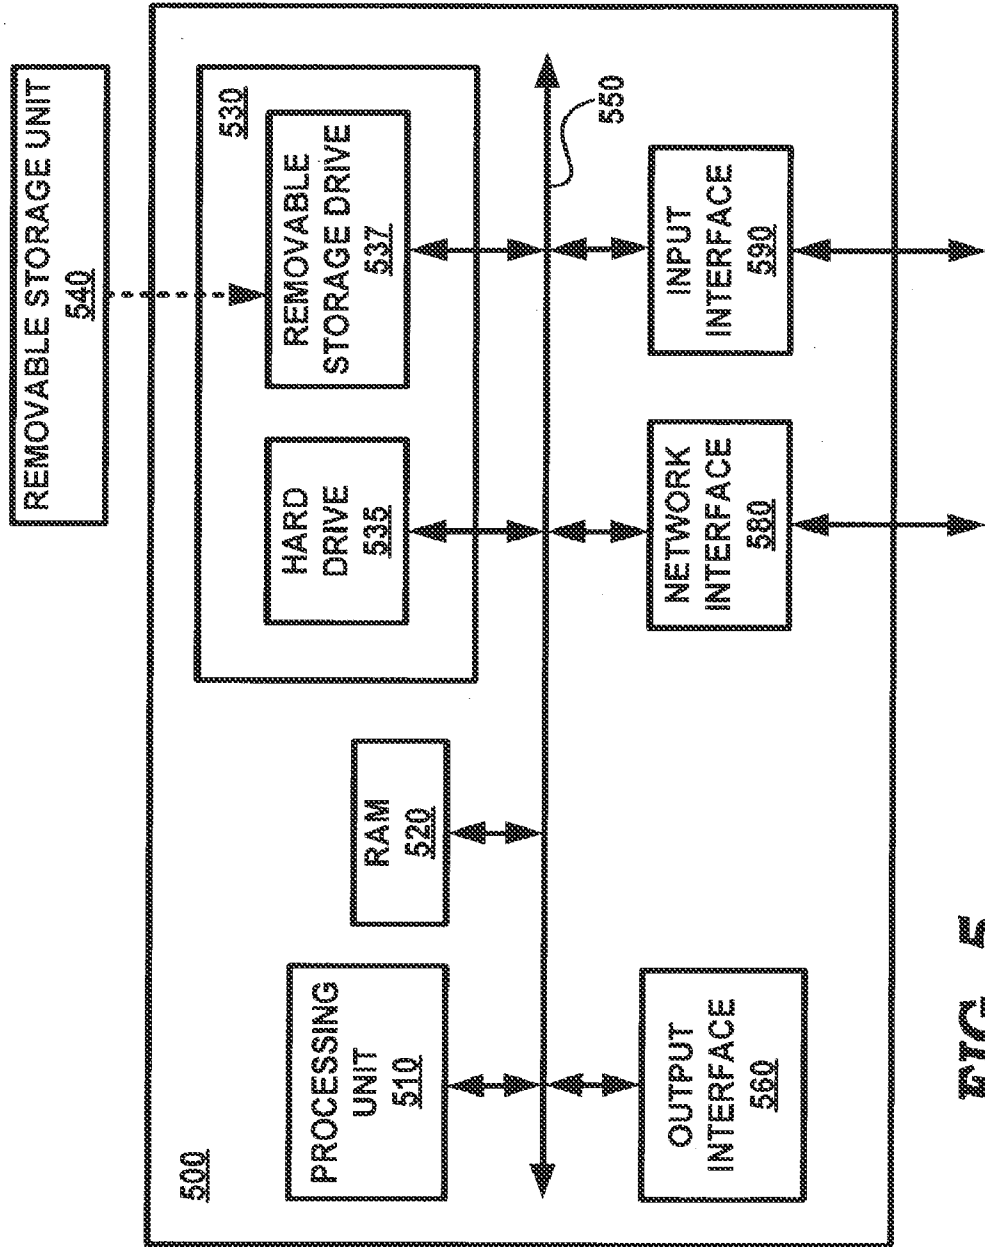 REMOVABLE STORAGE UNIT
540
500
530
PROCESSING
UNIT
510
RAM
520
HARD
DRIVE
535
REMOVABLE
STORAGE DRIVE
537
550
OUTPUT
INTERFACE
560
NETWORK
INTERFACE
580
INPUT
INTERFACE
590
FIG. 5